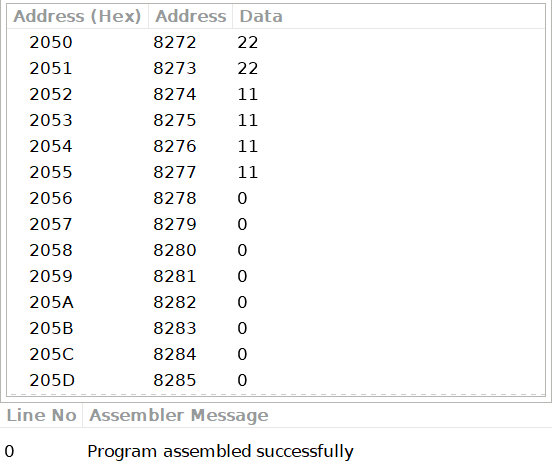 Address (Hex) Address Data
2050 8272 22
2051 8273 22
2052 8274 11
2053 8275 11
2054 8276 11
2055 8277 11
2056 8278 0
2057 8279 0
2058 8280 0
2059 8281 0
205A 8282 0
205B 8283 0
205C 8284 0
205D 8285 0
Line No Assembler Message
0 Program assembled successfully